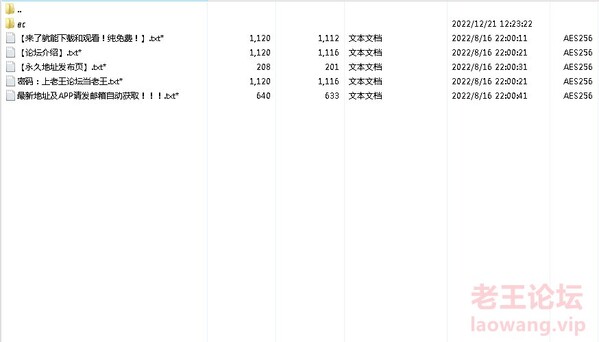 ..
#c 2022/12/21 12:23:22
【来了就能下载和观看！纯免费！】.txt* 1,120 1,112 文本文档 2022/8/16 22:00:11 AES256
【论坛介绍】.txt* 1,120 1,116 文本文档 2022/8/16 22:00:21 AES256
【永久地址发布页】.txt* 208 201 文本文档 2022/8/16 22:00:31 AES256
密码：上老王论坛当老王.txt* 1,120 1,116 文本文档 2022/8/16 22:00:21 AES256
最新地址及APP请发邮箱自动获取！！！.txt* 640 633 文本文档 2022/8/16 22:00:41 AES256
老王论坛
laowang.vip